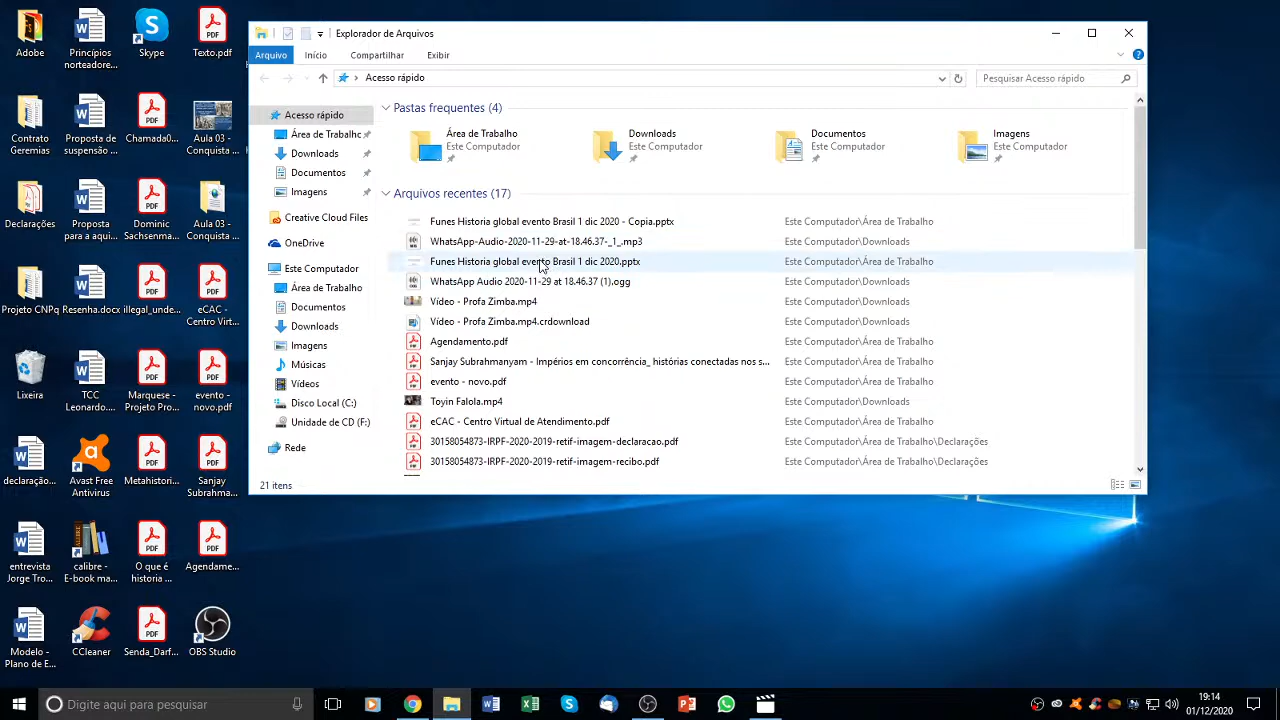 Adobe
Princípios
norteadore...
Skype
Texto.pdf
Contrato
Geremias
Proposta de
suspensão ...
Chamada0...
Aula 03 -
Conquista ...
Declarações
Proposta
para a aqui...
Dominic
Sachsenma...
Aula 03 -
Conquista ...
Projeto CNPq
Resenha.docx
illegal_unde...
eCAC -
Centro Virt...
Lixeira
TCC
Leonardo...
Marquese -
Projeto Pro...
evento -
novo.pdf
declaração...
Avast Free
Antivirus
Metahistori...
Sanjay
Subrahma...
entrevista
Jorge Tro...
calibre -
E-book ma...
O que é
historia ...
Agendame...
Modelo -
Plano de E...
CCleaner
Senda_Darf...
OBS Studio
Explorador de Arquivos
Arquivo Início Compartilhar Exibir
Acesso rápido
Pesquisar Acesso rápido
Acesso rápido
Área de Trabalho
Downloads
Documentos
Imagens
Creative Cloud Files
OneDrive
Este Computador
Área de Trabalho
Documentos
Downloads
Imagens
Músicas
Vídeos
Disco Local (C:)
Unidade de CD (F:)
Rede
Pastas frequentes (4)
Área de Trabalho
Este Computador
Downloads
Este Computador
Documentos
Este Computador
Imagens
Este Computador
Arquivos recentes (17)
Funes Historia global evento Brasil 1 dic 2020 - Copia.pptx Este Computador\Área de Trabalho
WhatsApp-Audio-2020-11-29-at-18.46.37-_1_.mp3 Este Computador\Downloads
Funes Historia global evento Brasil 1 dic 2020.pptx Este Computador\Área de Trabalho
WhatsApp Audio 2020-11-29 at 18.46.37 (1).ogg Este Computador\Downloads
Vídeo - Profa Zimba.mp4 Este Computador\Downloads
Vídeo - Profa Zimba.mp4.crdownload Este Computador\Downloads
Agendamento.pdf Este Computador\Área de Trabalho
Sanjay Subrahmanyam - Impérios em concorrência_ histórias conectadas nos s... Este Computador\Área de Trabalho
evento - novo.pdf Este Computador\Área de Trabalho
Toyin Falola.mp4 Este Computador\Downloads
eCAC - Centro Virtual de Atendimento.pdf Este Computador\Área de Trabalho
30158054873-IRPF-2020-2019-retif-imagem-declaracao.pdf Este Computador\Área de Trabalho\Declarações
30158054873-IRPF-2020-2019-retif-imagem-recibo.pdf Este Computador\Área de Trabalho\Declarações
21 itens
Digite aqui para pesquisar
19:14
01/12/2020